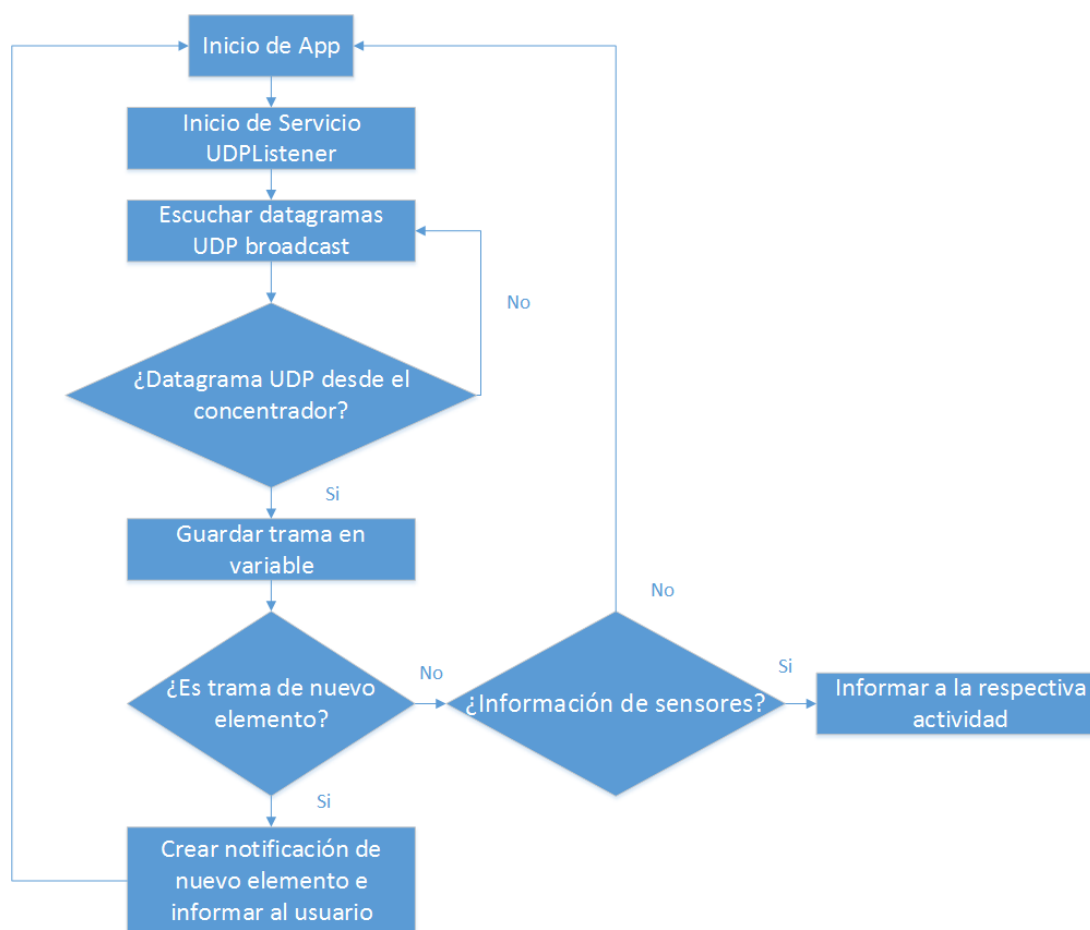 Inicio de App
Inicio de Servicio
UDPListener
Escuchar datagramas
UDP broadcast
No
¿Datagrama UDP desde el
concentrador?
Si
Guardar trama en
variable
No
¿Es trama de nuevo
elemento?
No
¿Información de sensores?
Si
Informar a la respectiva
actividad
Si
Crear notificación de
nuevo elemento e
informar al usuario